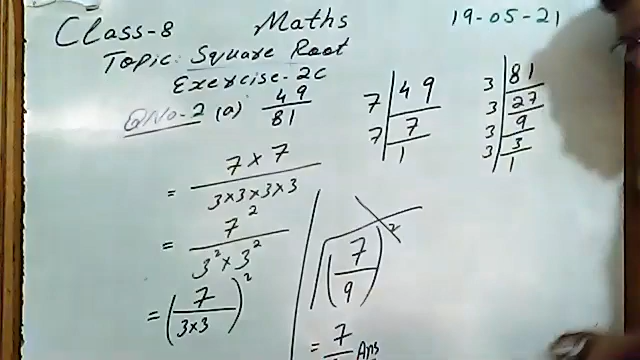 Class-8 Maths 19-05-21
Topic: Square Root
Exercise-2c
QNo-2 (a) 49/81
7 | 49
7 | 7
1
3 | 81
3 | 27
3 | 9
3 | 3
1
= 7×7 / 3×3×3×3
= 7² / 3²×3²
= (7 / 3×3)²
√(7/9)²
= 7 Ans